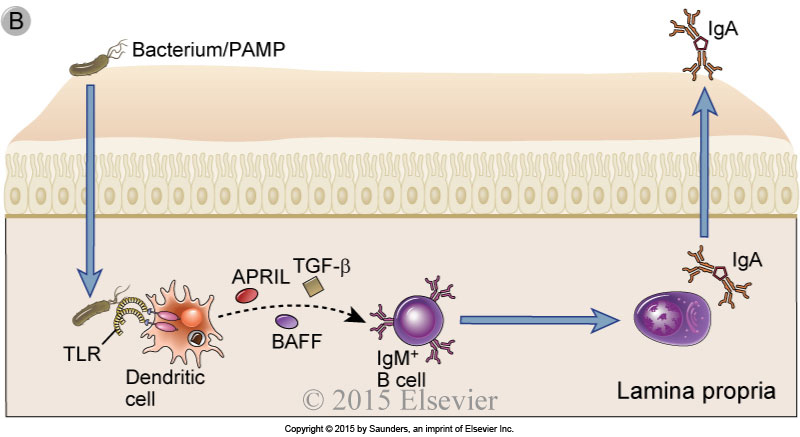 B
Bacterium/PAMP
IgA
IgA
APRIL
TGF-β
BAFF
TLR
Dendritic
cell
IgM+
B cell
Lamina propria
© 2015 Elsevier
Copyright © 2015 by Saunders, an imprint of Elsevier Inc.